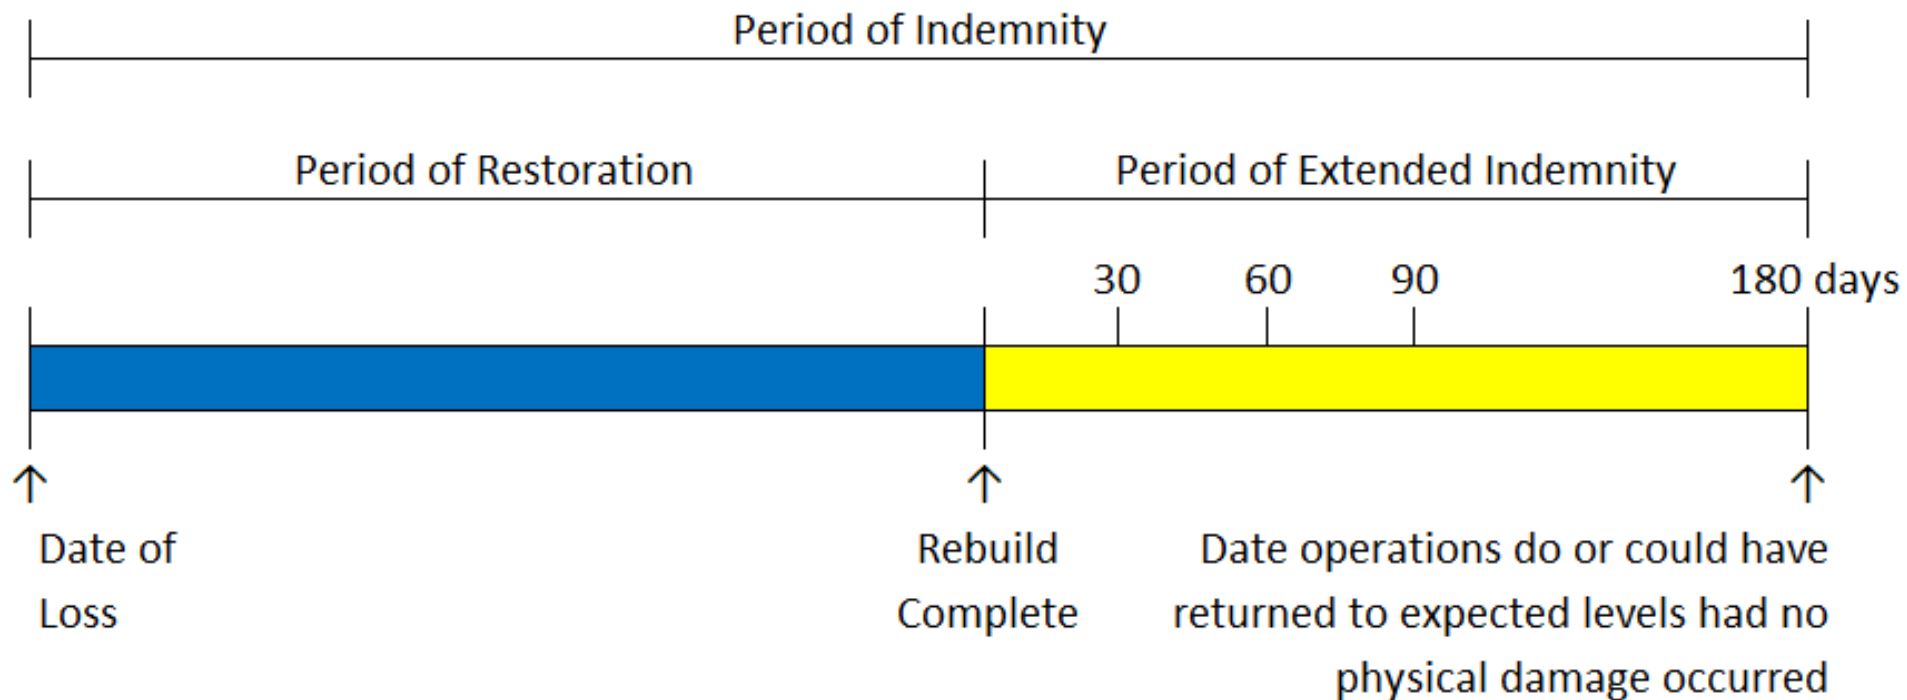 Period of Indemnity
Period of Restoration
Period of Extended Indemnity
30
60
90
180 days
Date of
Loss
Rebuild
Complete
Date operations do or could have
returned to expected levels had no
physical damage occurred